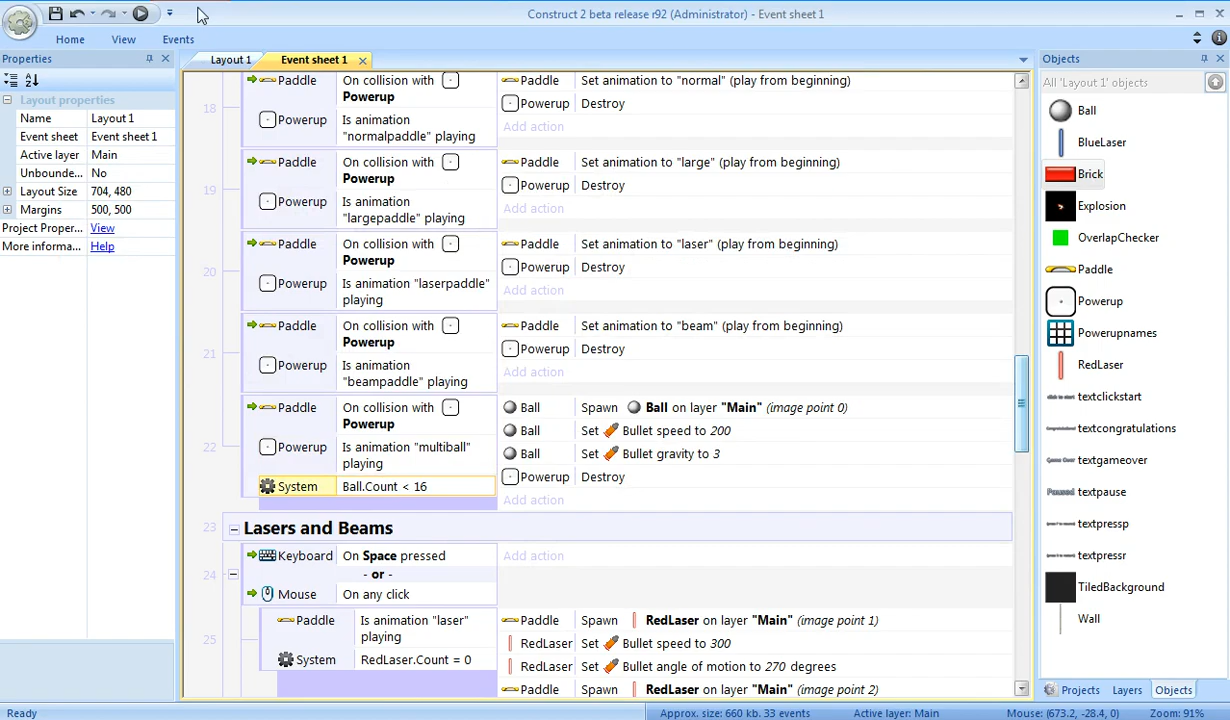 Construct 2 beta release r92 (Administrator) - Event sheet 1
Home View Events
Properties
Layout 1 Event sheet 1
Objects
Layout properties
Name Layout 1
Event sheet Event sheet 1
Active layer Main
Unbounde... No
Layout Size 704, 480
Margins 500, 500
Project Proper... View
More informa... Help
18
Paddle On collision with Powerup
Powerup Is animation "normalpaddle" playing
Paddle Set animation to "normal" (play from beginning)
Powerup Destroy
Add action
19
Paddle On collision with Powerup
Powerup Is animation "largepaddle" playing
Paddle Set animation to "large" (play from beginning)
Powerup Destroy
Add action
20
Paddle On collision with Powerup
Powerup Is animation "laserpaddle" playing
Paddle Set animation to "laser" (play from beginning)
Powerup Destroy
Add action
21
Paddle On collision with Powerup
Powerup Is animation "beampaddle" playing
Paddle Set animation to "beam" (play from beginning)
Powerup Destroy
Add action
22
Paddle On collision with Powerup
Powerup Is animation "multiball" playing
System Ball.Count < 16
Ball Spawn Ball on layer "Main" (image point 0)
Ball Set Bullet speed to 200
Ball Set Bullet gravity to 3
Powerup Destroy
Add action
23 Lasers and Beams
24
Keyboard On Space pressed
- or -
Mouse On any click
Add action
25
Paddle Is animation "laser" playing
System RedLaser.Count = 0
Paddle Spawn RedLaser on layer "Main" (image point 1)
RedLaser Set Bullet speed to 300
RedLaser Set Bullet angle of motion to 270 degrees
Paddle Spawn RedLaser on layer "Main" (image point 2)
All 'Layout 1' objects
Ball
BlueLaser
Brick
Explosion
OverlapChecker
Paddle
Powerup
Powerupnames
RedLaser
textclickstart
textcongratulations
textgameover
textpause
textpressp
textpressr
TiledBackground
Wall
Projects Layers Objects
Ready Approx. size: 660 kb. 33 events Active layer: Main Mouse: (673.2, -28.4, 0) Zoom: 91%